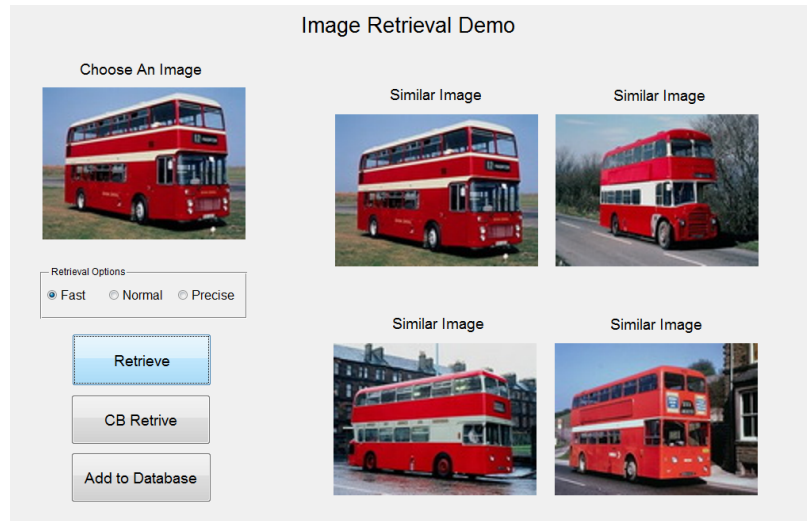 Image Retrieval Demo
Choose An Image
Similar Image
Similar Image
Retrieval Options
Fast Normal Precise
Retrieve
CB Retrive
Add to Database
Similar Image
Similar Image